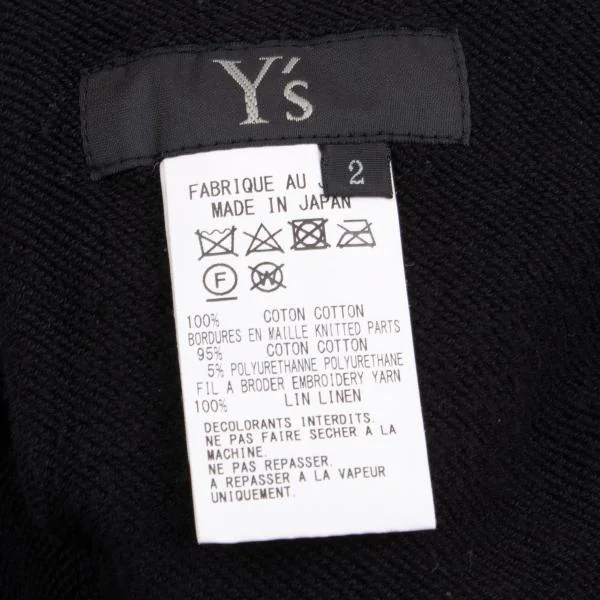 Y's
2
FABRIQUE AU J
MADE IN JAPAN
F
W
100% COTON COTTON
BORDURES EN MAILLE KNITTED PARTS
95% COTON COTTON
5% POLYURETHANNE POLYURETHANE
FIL A BRODER EMBROIDERY YARN
100% LIN LINEN
DECOLORANTS INTERDITS.
NE PAS FAIRE SECHER A LA
MACHINE.
NE PAS REPASSER.
A REPASSER A LA VAPEUR
UNIQUEMENT.